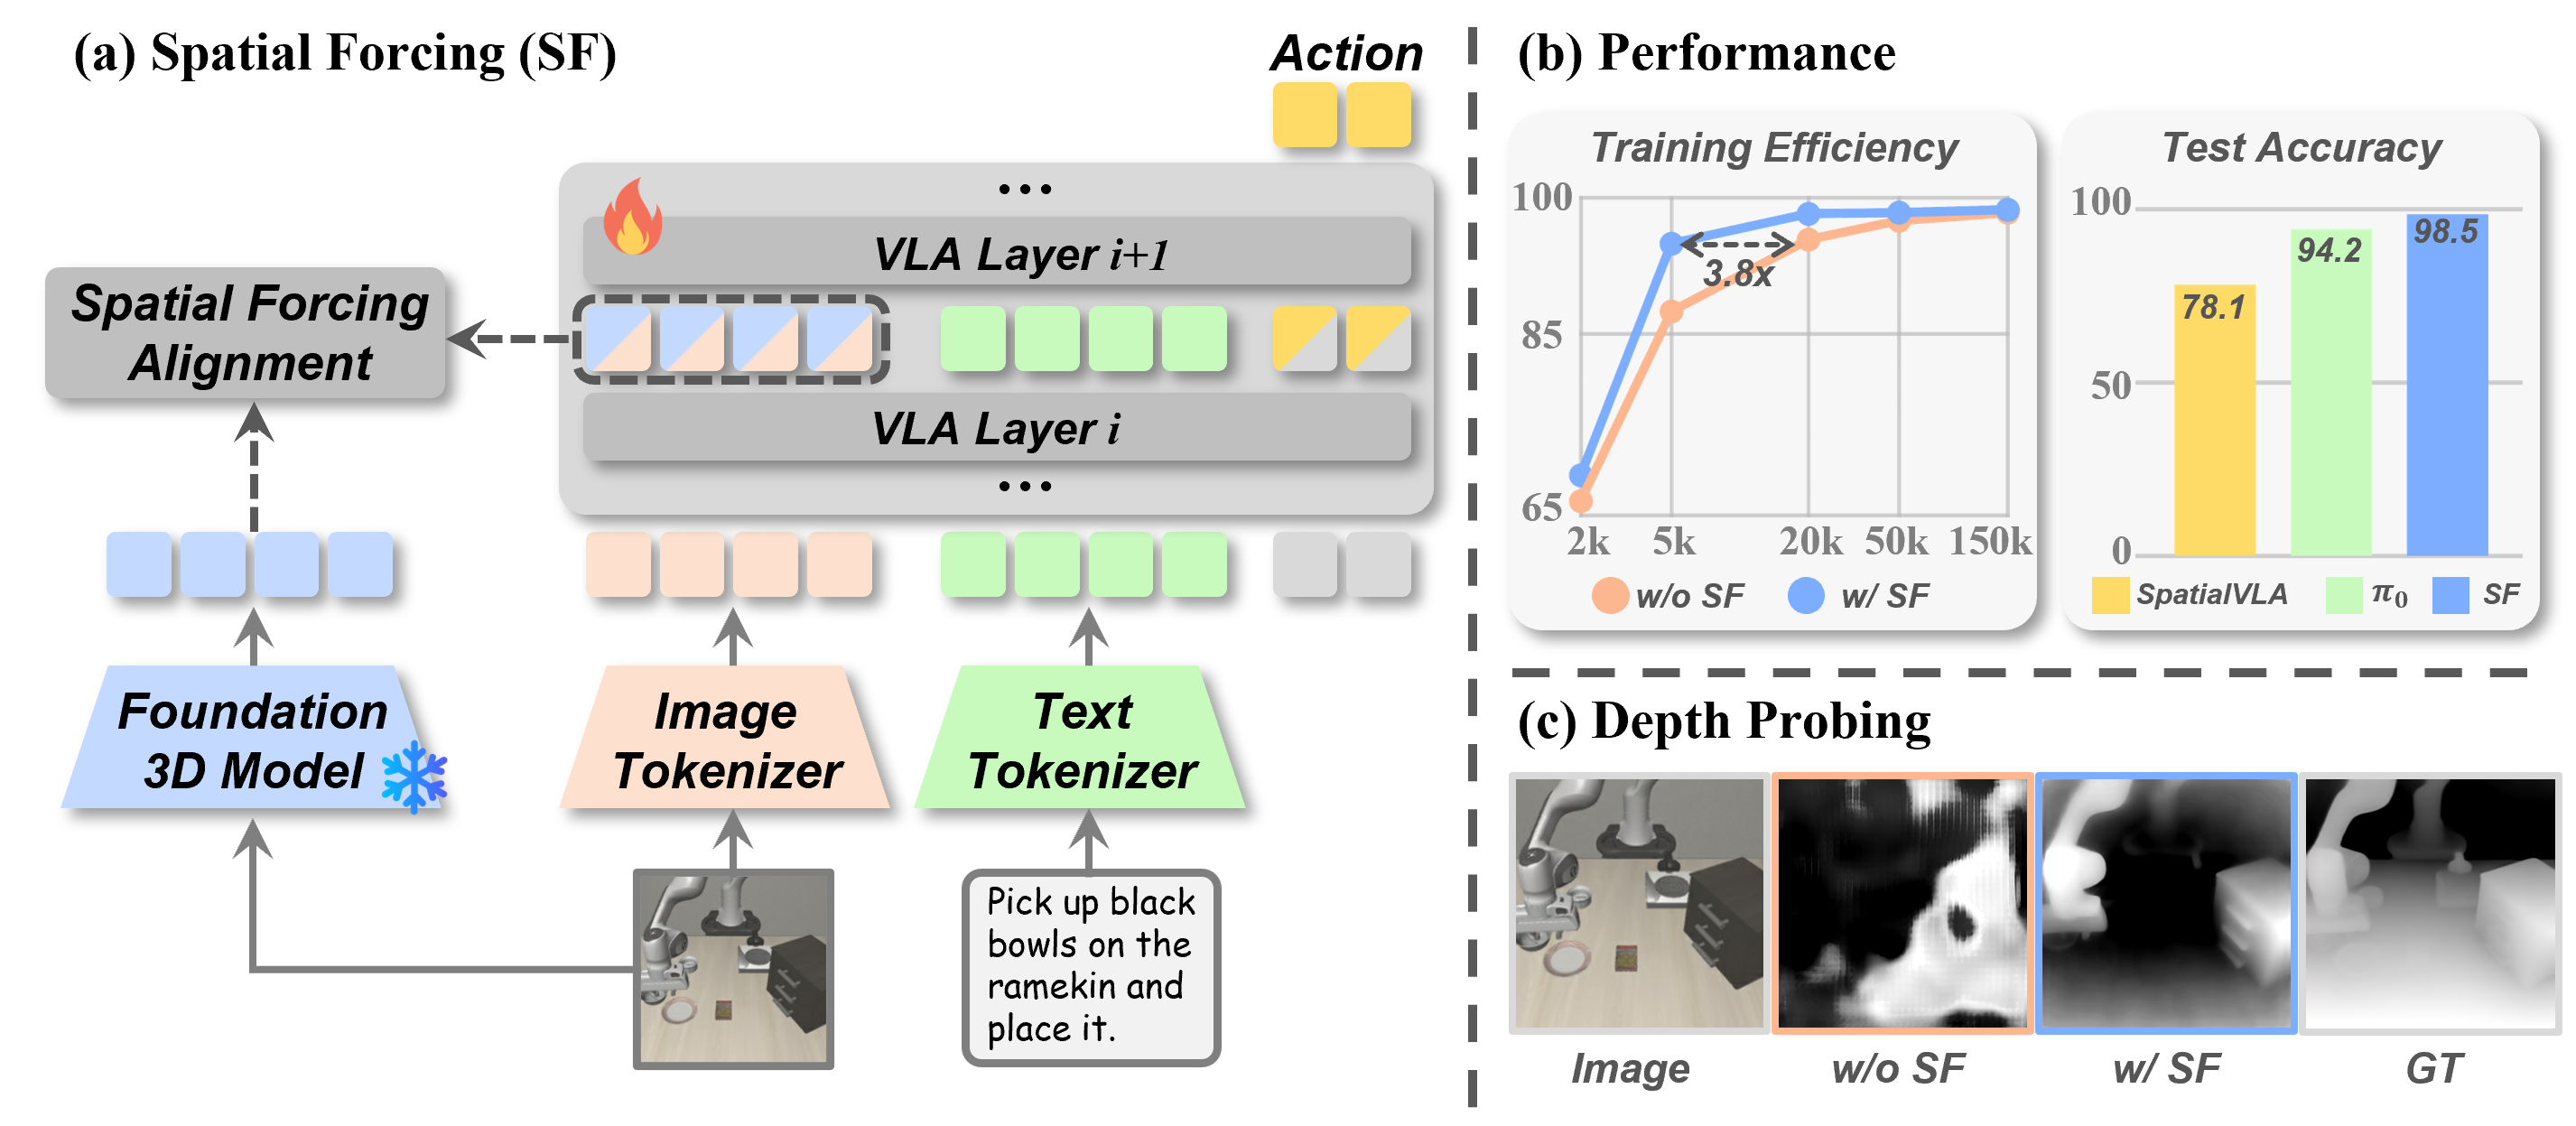 (a) Spatial Forcing (SF)
Action
...
VLA Layer i+1
Spatial Forcing
Alignment
VLA Layer i
...
Foundation
3D Model
Image
Tokenizer
Text
Tokenizer
Pick up black
bowls on the
ramekin and
place it.
(b) Performance
Training Efficiency
100
85
65
3.8x
2k 5k 20k 50k 150k
w/o SF w/ SF
Test Accuracy
100
50
0
78.1
94.2
98.5
SpatialVLA π0 SF
(c) Depth Probing
Image w/o SF w/ SF GT